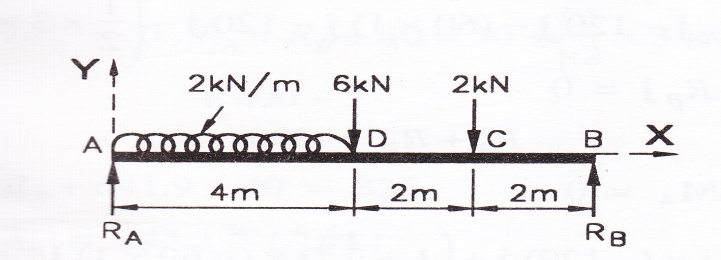 Y 2kN/m 6kN 2kN
A D C B X
4m 2m 2m
R_A R_B